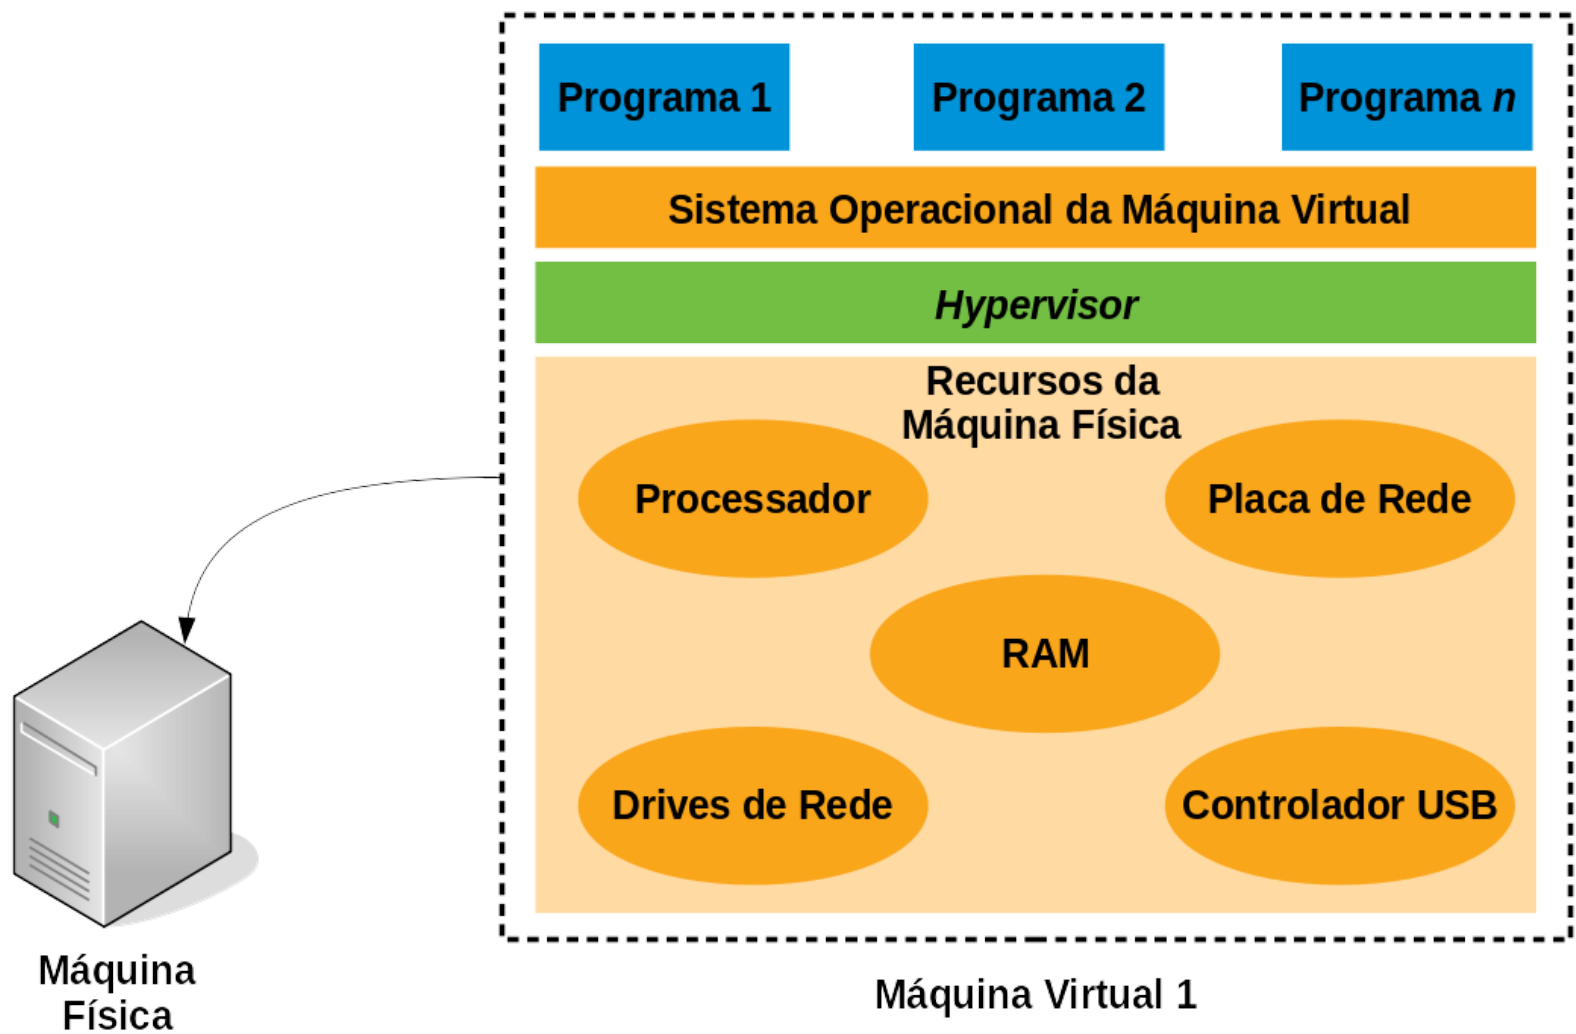 Programa 1
Programa 2
Programa n
Sistema Operacional da Máquina Virtual
Hypervisor
Recursos da
Máquina Física
Processador
Placa de Rede
RAM
Drives de Rede
Controlador USB
Máquina
Física
Máquina Virtual 1